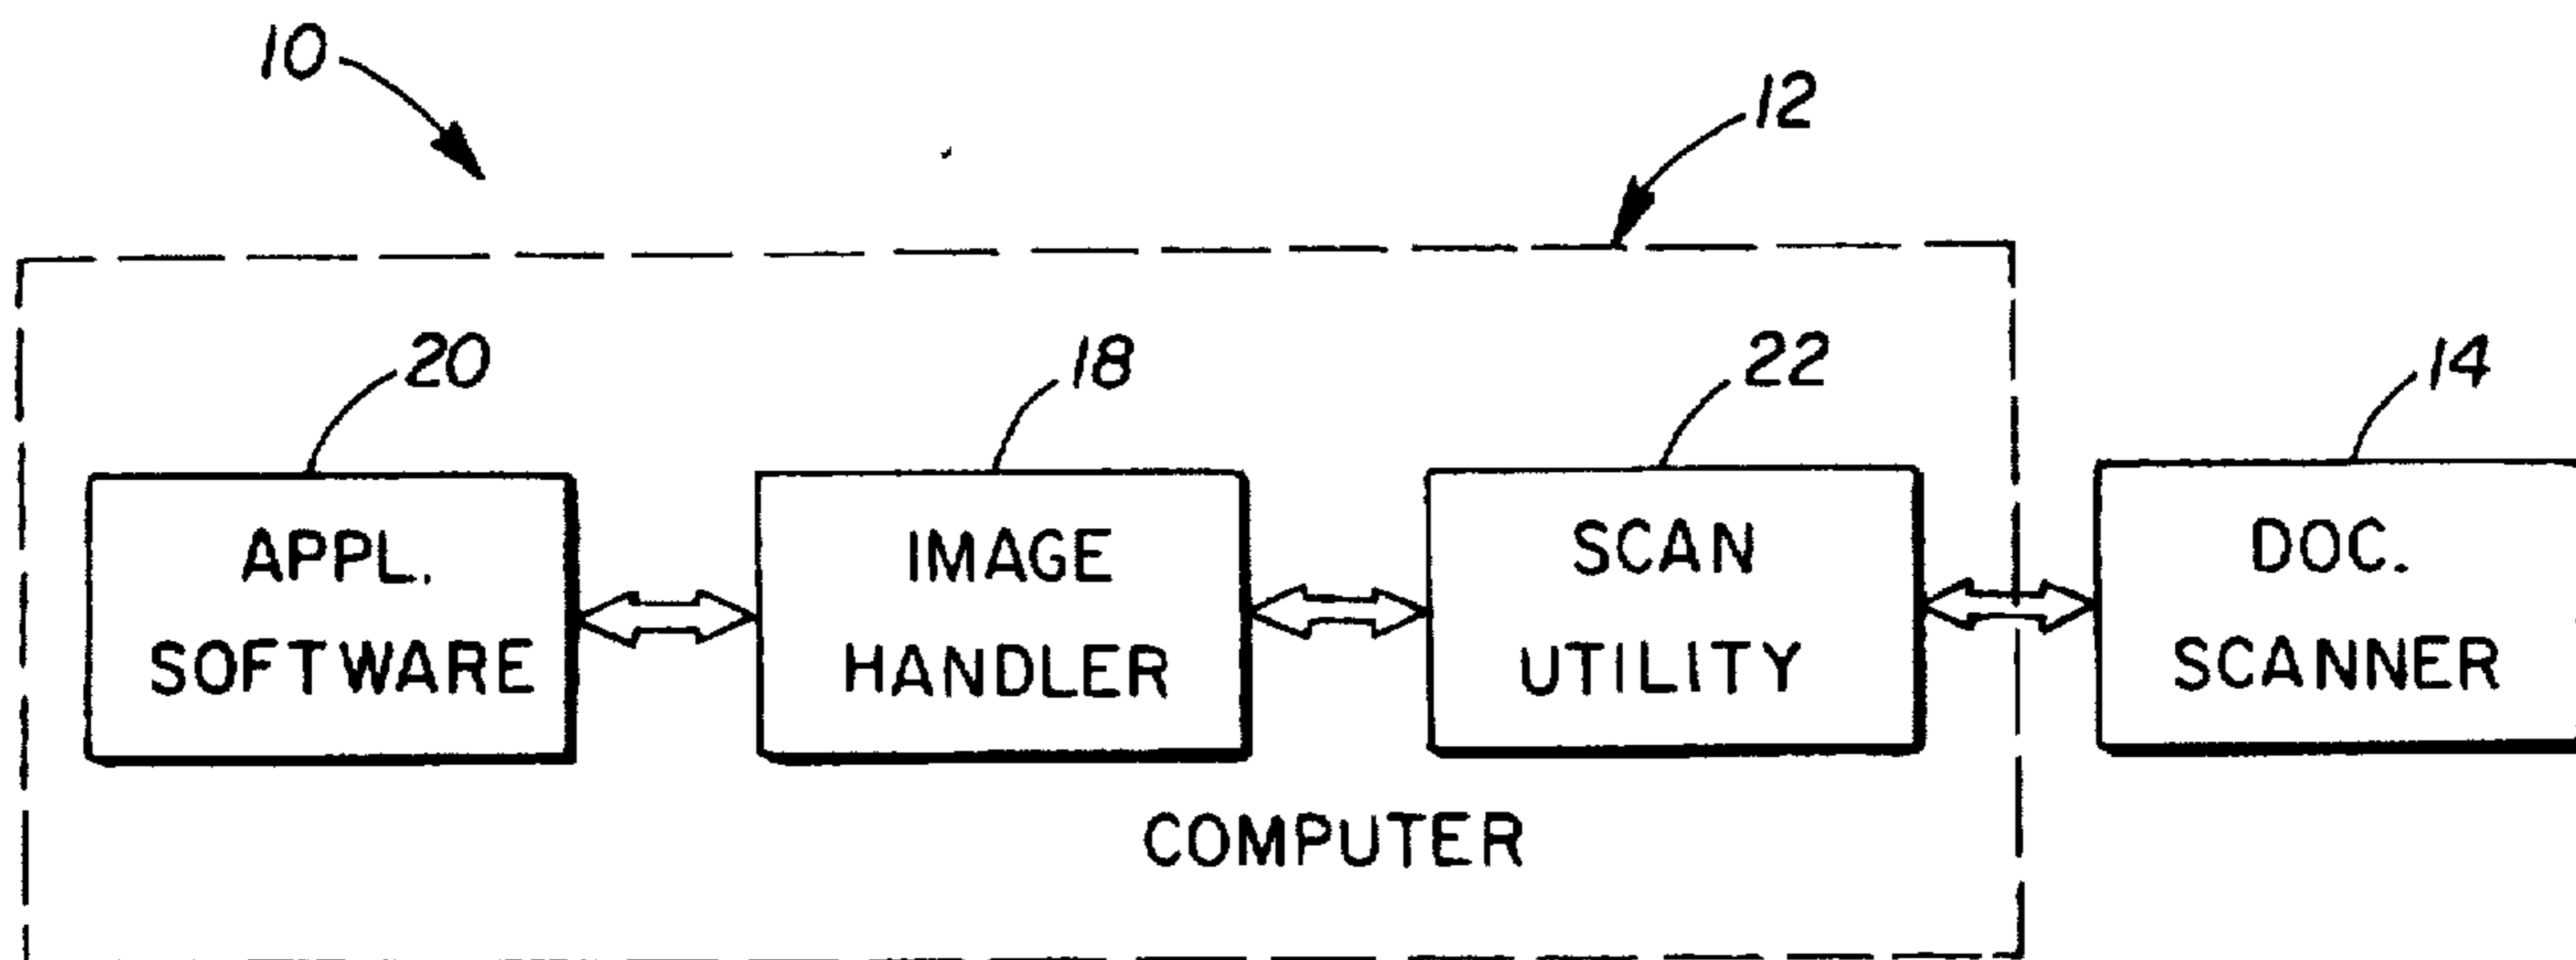 10
12
20
18
22
14
APPL.
SOFTWARE
IMAGE
HANDLER
SCAN
UTILITY
DOC.
SCANNER
COMPUTER